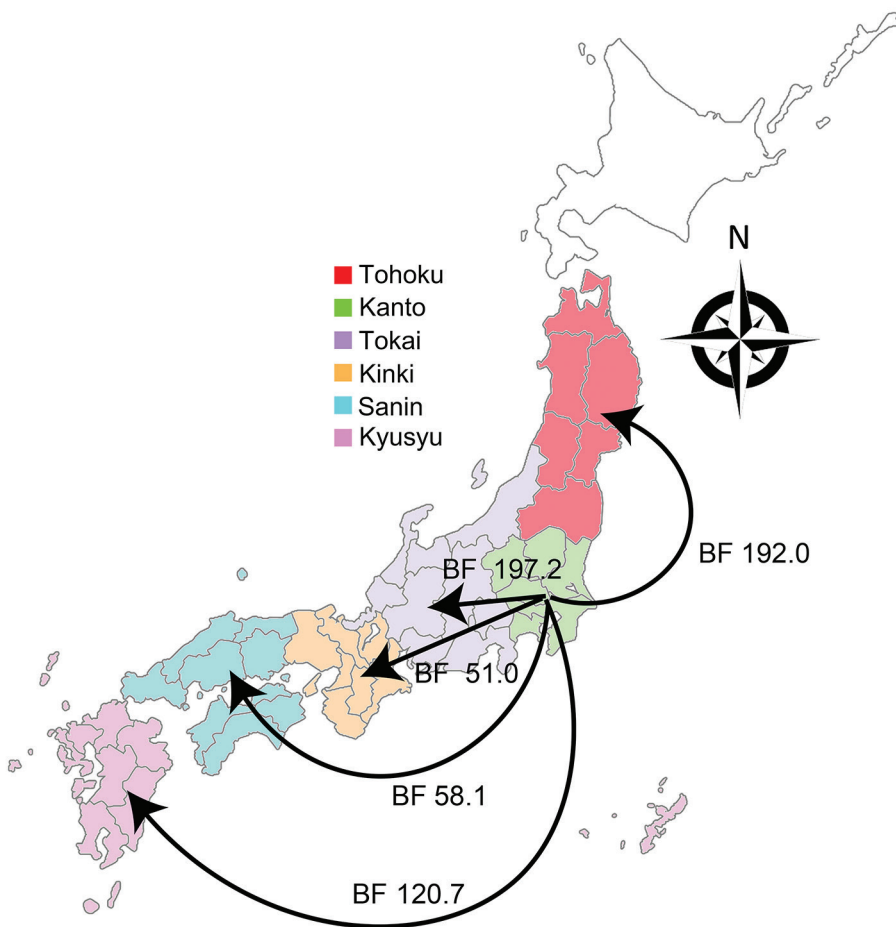 N
Tohoku
Kanto
Tokai
Kinki
Sanin
Kyusyu
BF 192.0
BF 197.2
BF 51.0
BF 58.1
BF 120.7